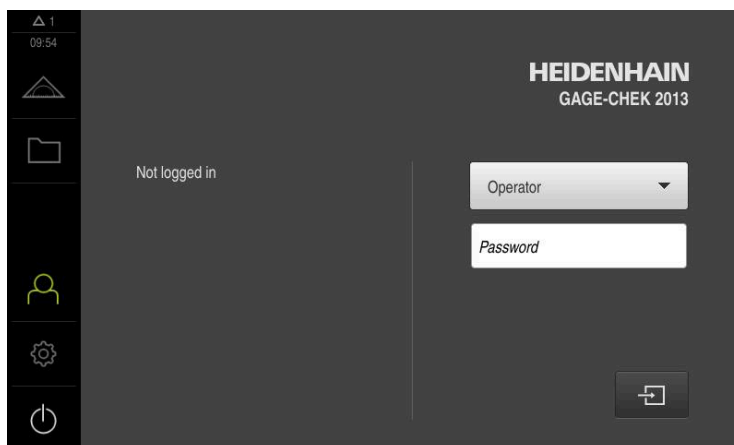 1
09:54
HEIDENHAIN
GAGE-CHEK 2013
Not logged in
Operator
Password